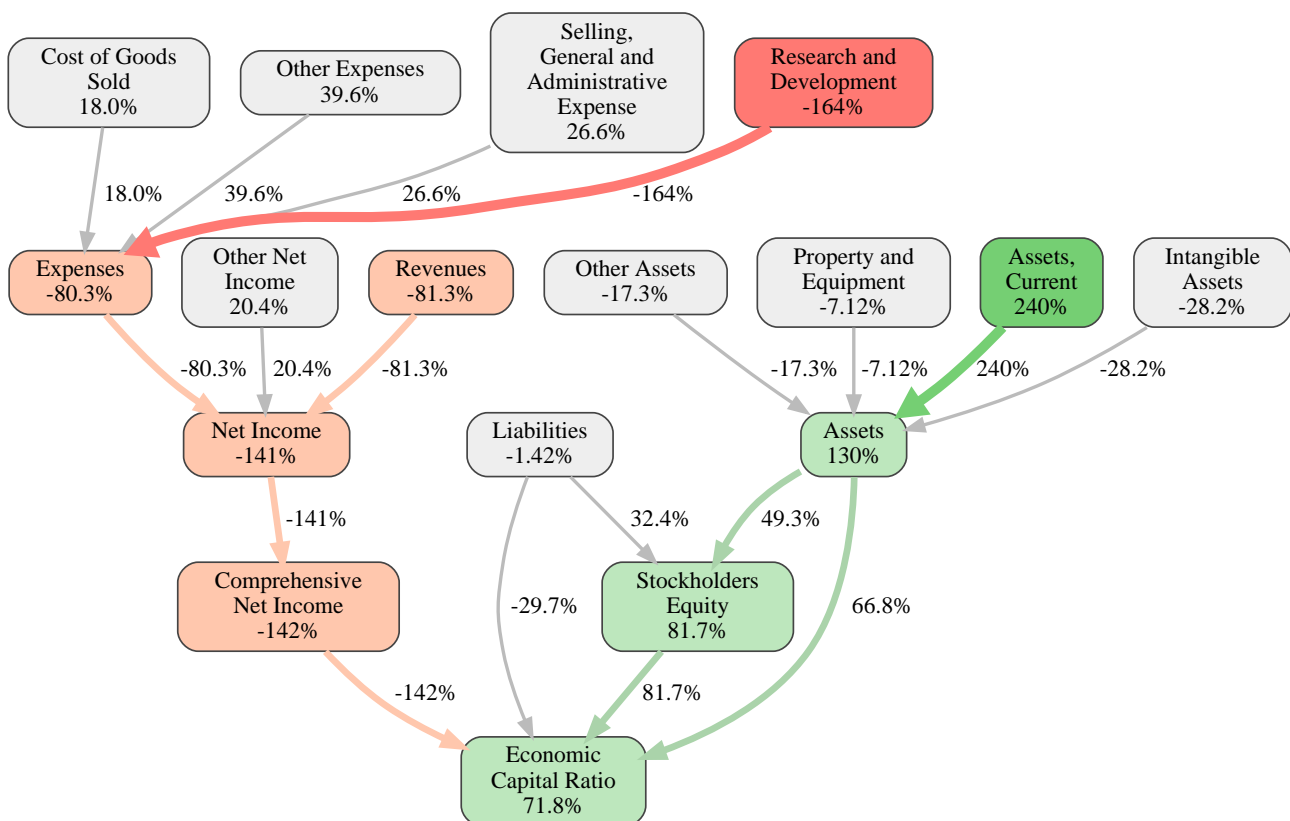 Cost of Goods
Sold
18.0%
Other Expenses
39.6%
Selling,
General and
Administrative
Expense
26.6%
Research and
Development
-164%
18.0%
39.6%
26.6%
-164%
Expenses
-80.3%
Other Net
Income
20.4%
Revenues
-81.3%
Other Assets
-17.3%
Property and
Equipment
-7.12%
Assets,
Current
240%
Intangible
Assets
-28.2%
-80.3%
20.4%
-81.3%
-17.3%
-7.12%
240%
-28.2%
Net Income
-141%
Liabilities
-1.42%
Assets
130%
-141%
32.4%
49.3%
Comprehensive
Net Income
-142%
-29.7%
Stockholders
Equity
81.7%
66.8%
-142%
81.7%
Economic
Capital Ratio
71.8%